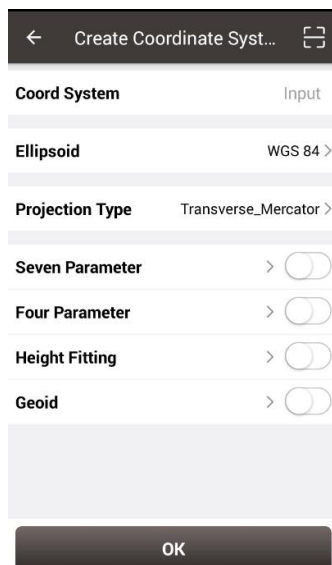 Create Coordinate Syst...
Coord System Input
Ellipsoid WGS 84
Projection Type Transverse_Mercator
Seven Parameter
Four Parameter
Height Fitting
Geoid
OK